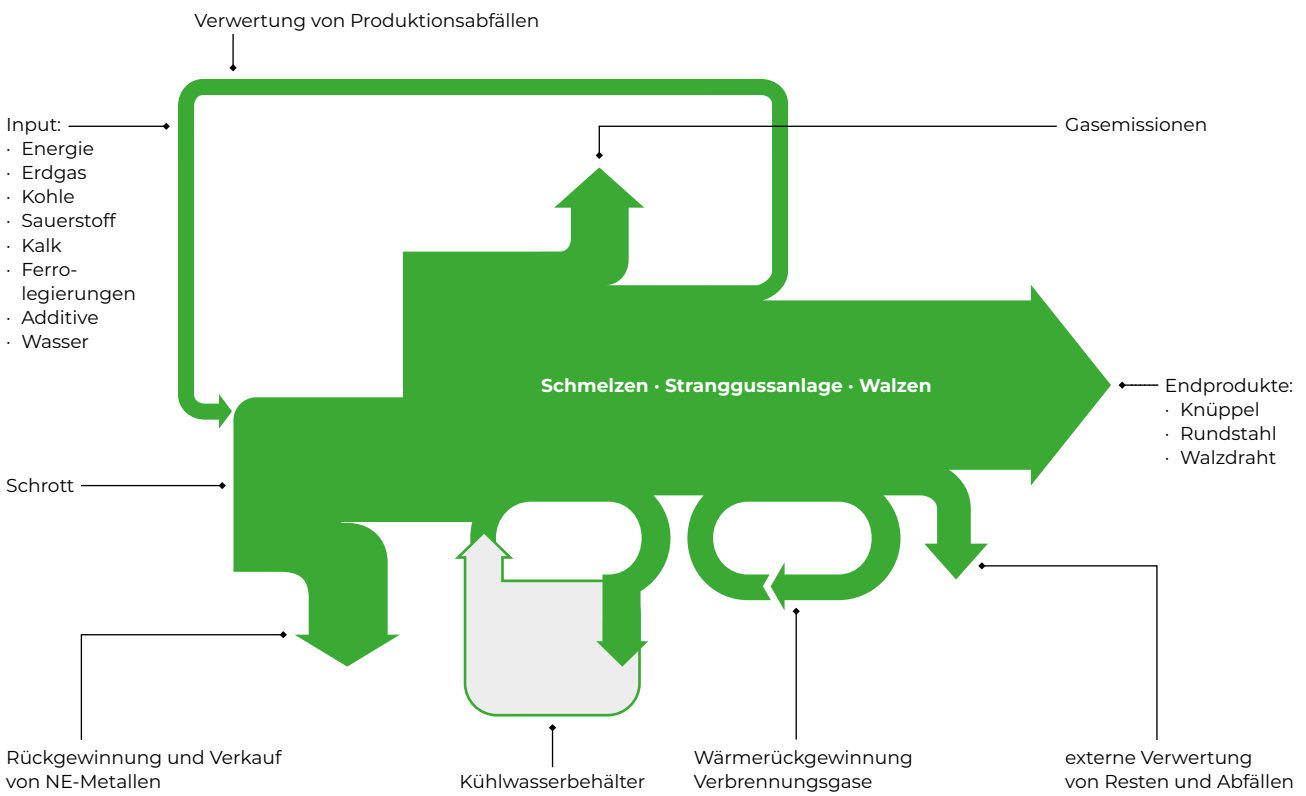 Verwertung von Produktionsabfällen
Input:
· Energie
· Erdgas
· Kohle
· Sauerstoff
· Kalk
· Ferro-
legierungen
· Additive
· Wasser
Gasemissionen
Schmelzen · Stranggussanlage · Walzen
Endprodukte:
· Knüppel
· Rundstahl
· Walzdraht
Schrott
Rückgewinnung und Verkauf
von NE-Metallen
Kühlwasserbehälter
Wärmerückgewinnung
Verbrennungsgase
externe Verwertung
von Resten und Abfällen